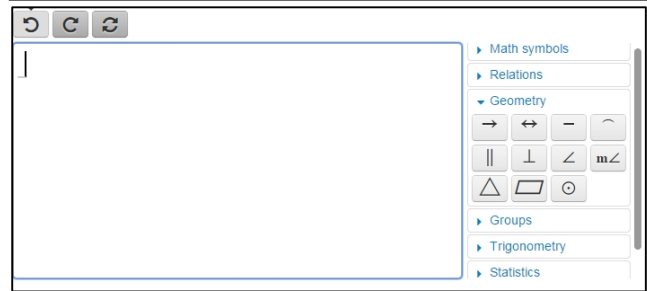 Math symbols
Relations
Geometry
→ ↔ − ⌒
∥ ⊥ ∠ m∠
△ ▱ ⊙
Groups
Trigonometry
Statistics